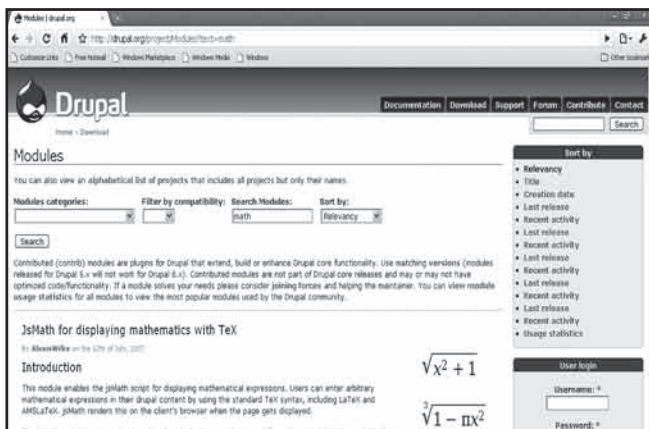 Modules | drupal.org
http://drupal.org/project/Modules?text=math
Customize Links Free Hotmail Windows Marketplace Windows Media Windows Other bookmar
Drupal
Documentation Download Support Forum Contribute Contact
Home » Download
Search
Modules
You can also view an alphabetical list of projects that includes all projects but only their names.
Modules categories: Filter by compatibility: Search Modules: Sort by:
math Relevancy
Search
Contributed (contrib) modules are plugins for Drupal that extend, build or enhance Drupal core functionality. Use matching versions (modules
released for Drupal 5.x will not work for Drupal 6.x). Contributed modules are not part of Drupal core releases and may or may not have
optimized code/functionality. If a module solves your needs please consider joining forces and helping the maintainer. You can view module
usage statistics for all modules to view the most popular modules used by the Drupal community.
JsMath for displaying mathematics with TeX
By AlexisWilke on the 12th of July, 2007
Introduction
This module enables the jsMath script for displaying mathematical expressions. Users can enter arbitrary
mathematical expressions in their drupal content by using the standard TeX syntax, including LaTeX and
AMSLaTeX. jsMath renders this on the client's browser when the page gets displayed.
√x² + 1
∛1 − πx²
Sort by
• Relevancy
• Title
• Creation date
• Last release
• Recent activity
• Last release
• Recent activity
• Last release
• Recent activity
• Last release
• Recent activity
• Last release
• Recent activity
• Usage statistics
User login
Username: *
Password: *